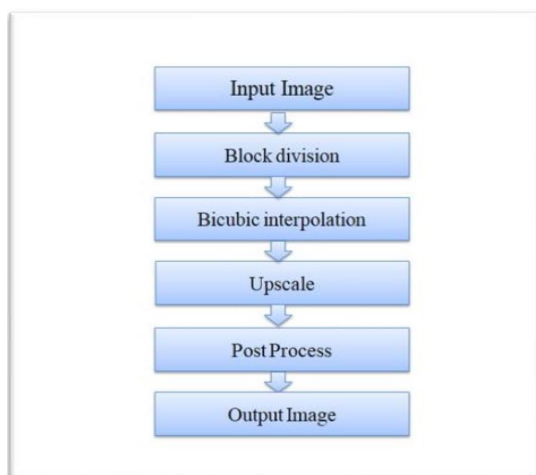 Input Image
Block division
Bicubic interpolation
Upscale
Post Process
Output Image